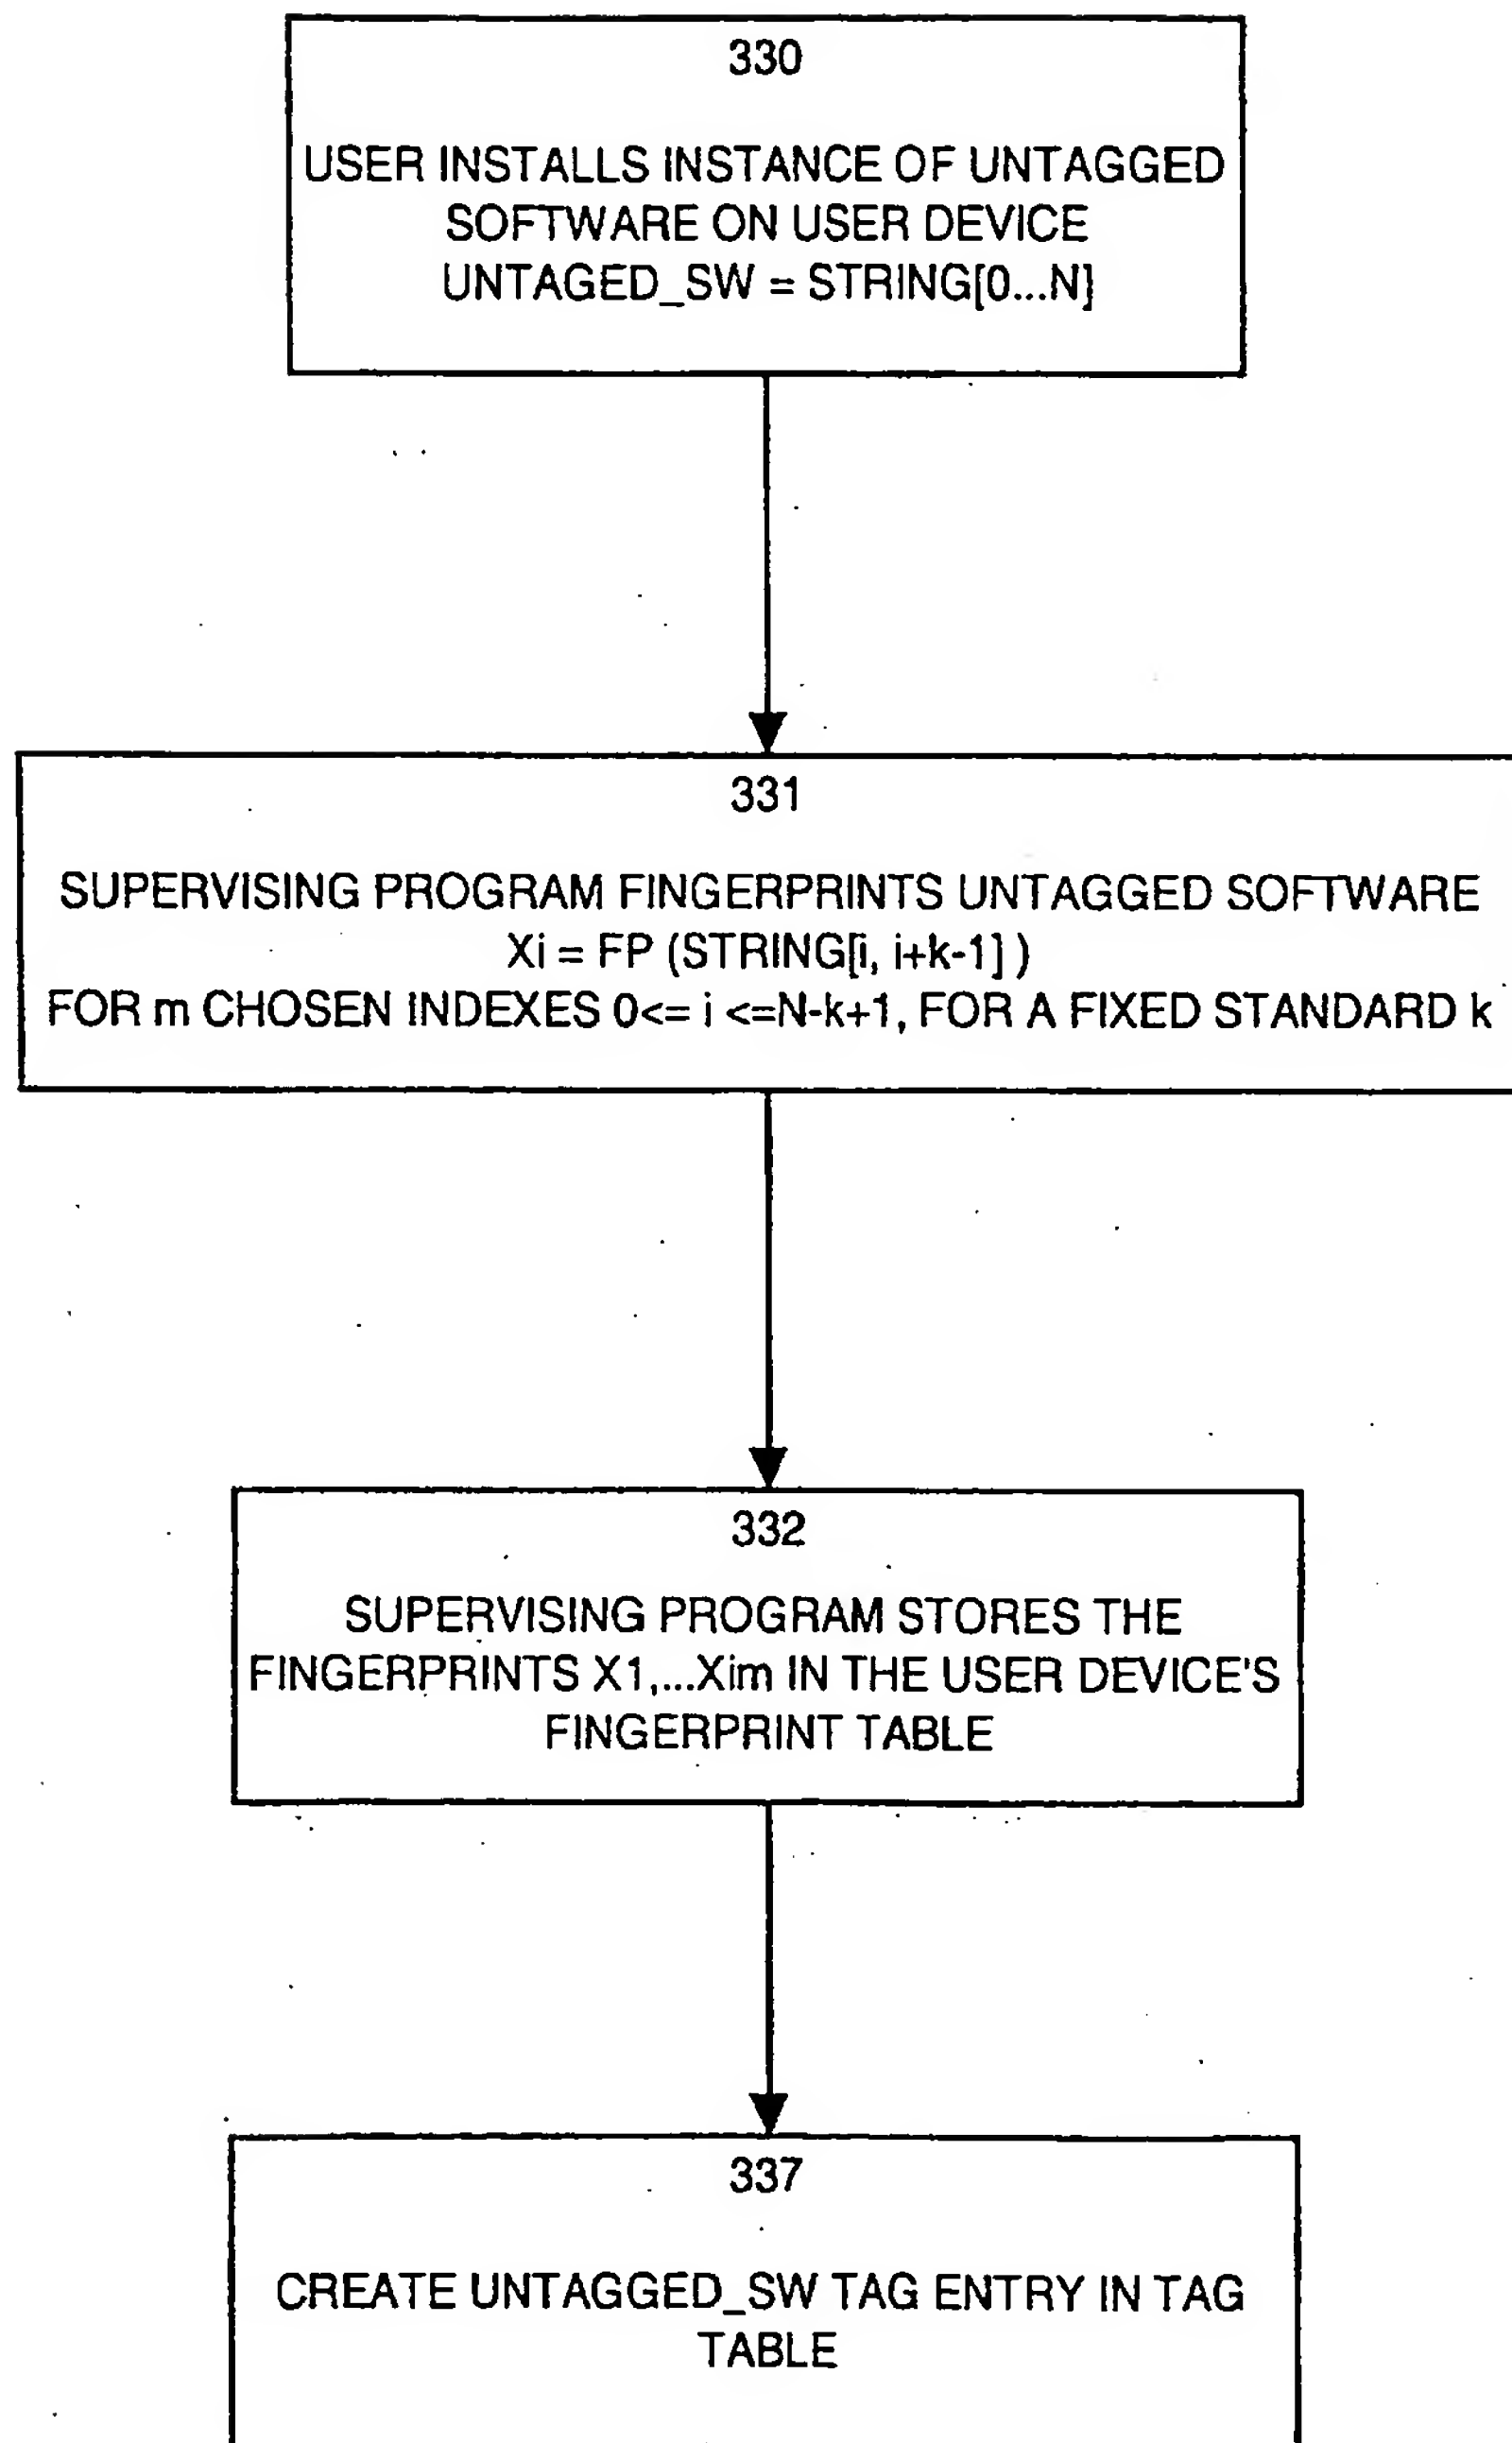 330
USER INSTALLS INSTANCE OF UNTAGGED
SOFTWARE ON USER DEVICE
UNTAGED_SW = STRING[0...N]
331
SUPERVISING PROGRAM FINGERPRINTS UNTAGGED SOFTWARE
Xi = FP (STRING[i, i+k-1] )
FOR m CHOSEN INDEXES 0<= i <=N-k+1, FOR A FIXED STANDARD k
332
SUPERVISING PROGRAM STORES THE
FINGERPRINTS X1,...Xim IN THE USER DEVICE'S
FINGERPRINT TABLE
337
CREATE UNTAGGED_SW TAG ENTRY IN TAG
TABLE